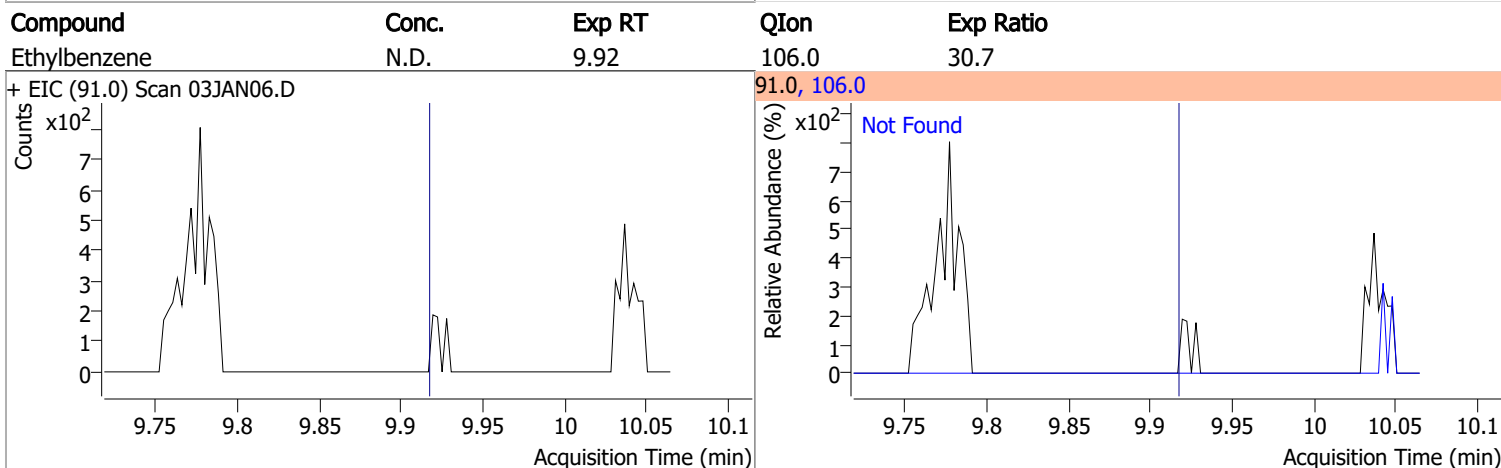 Compound Conc. Exp RT QIon Exp Ratio
Ethylbenzene N.D. 9.92 106.0 30.7
+ EIC (91.0) Scan 03JAN06.D
Counts
x10²
7
6
5
4
3
2
1
0
9.75 9.8 9.85 9.9 9.95 10 10.05 10.1
Acquisition Time (min)
91.0, 106.0
Relative Abundance (%)
x10²
Not Found
7
6
5
4
3
2
1
0
9.75 9.8 9.85 9.9 9.95 10 10.05 10.1
Acquisition Time (min)